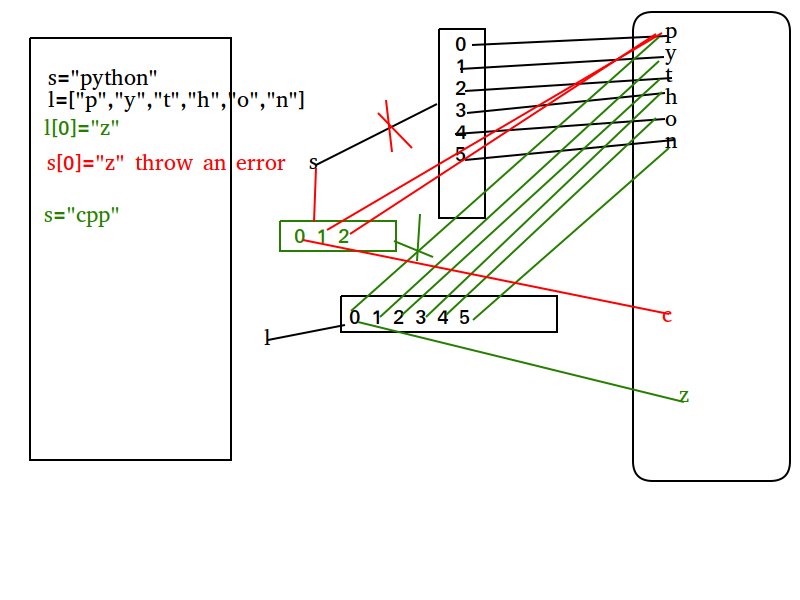 s="python"
l=["p","y","t","h","o","n"]
l[0]="z"
s[0]="z" throw an error
s="cpp"
s
0
1
2
3
4
5
0 1 2
l
0 1 2 3 4 5
p
y
t
h
o
n
c
z